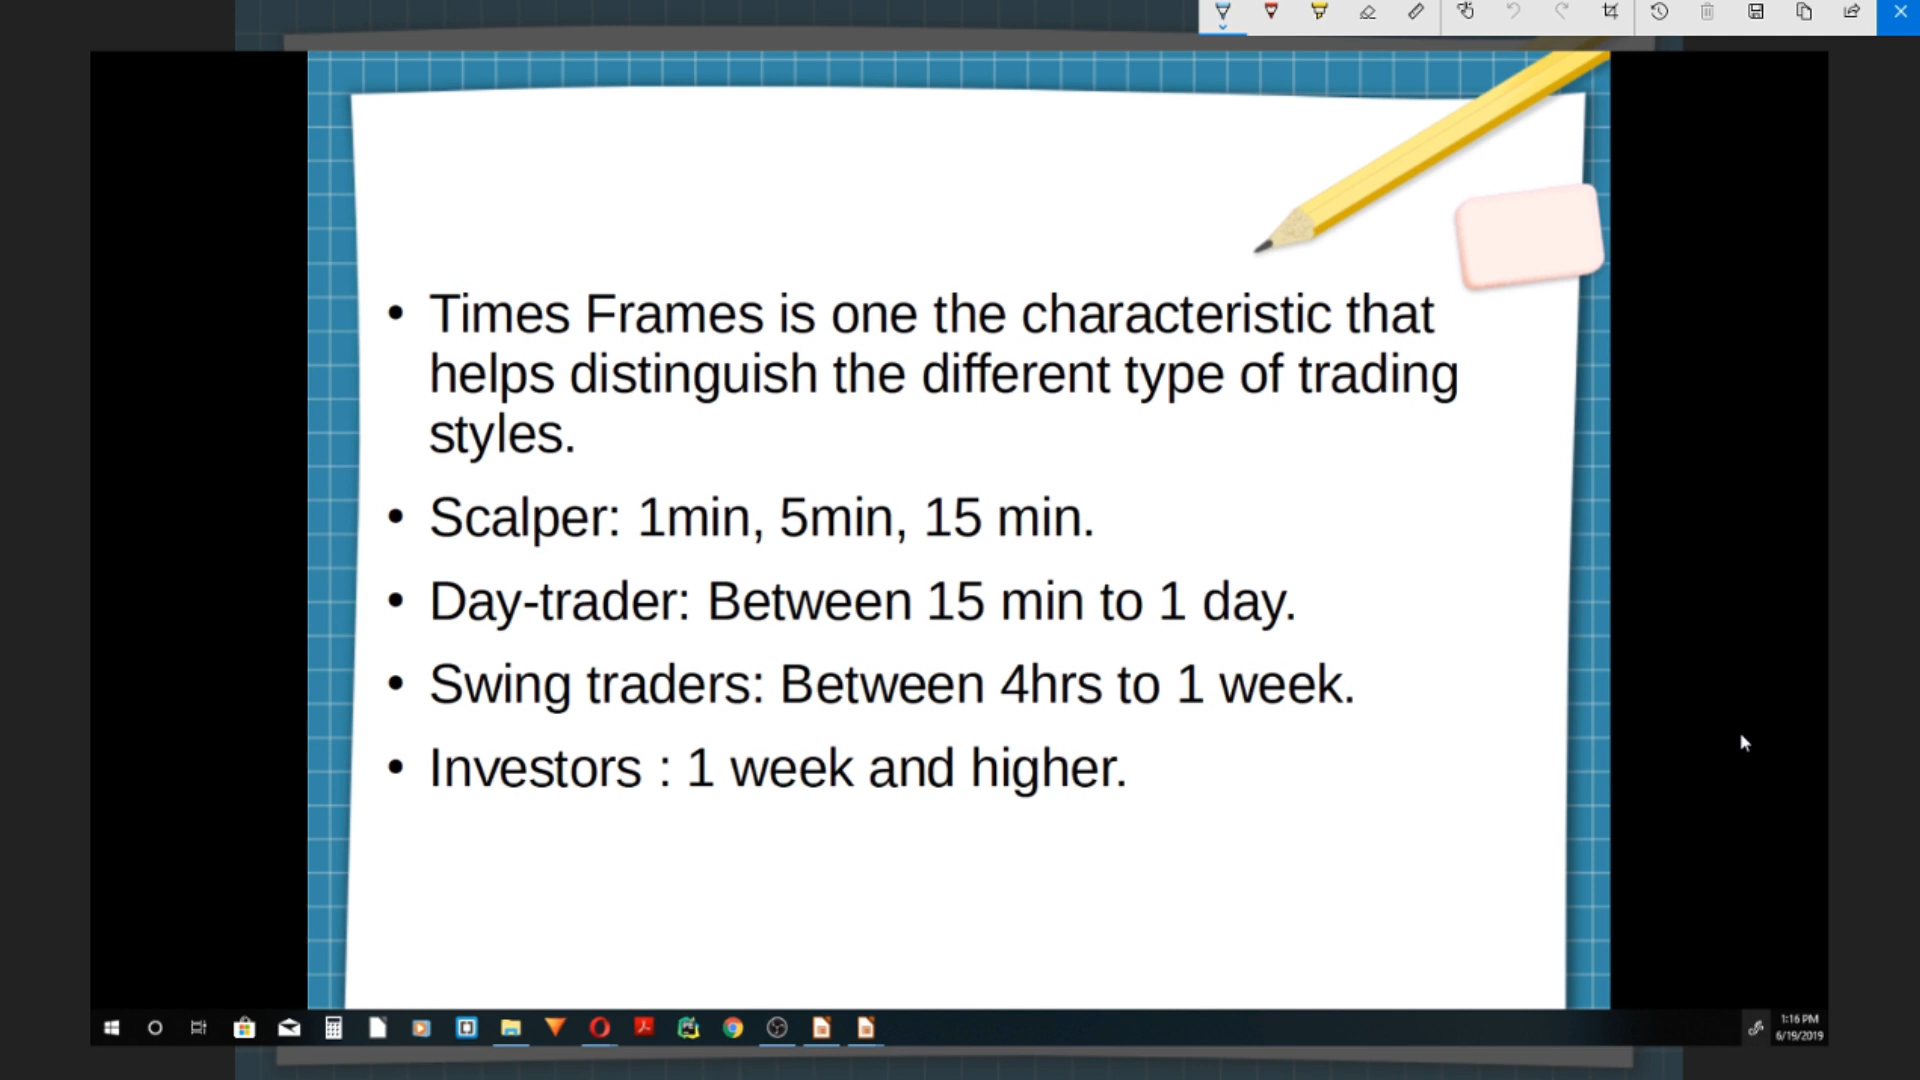 • Times Frames is one the characteristic that
helps distinguish the different type of trading
styles.
• Scalper: 1min, 5min, 15 min.
• Day-trader: Between 15 min to 1 day.
• Swing traders: Between 4hrs to 1 week.
• Investors : 1 week and higher.
1:16 PM
6/19/2019